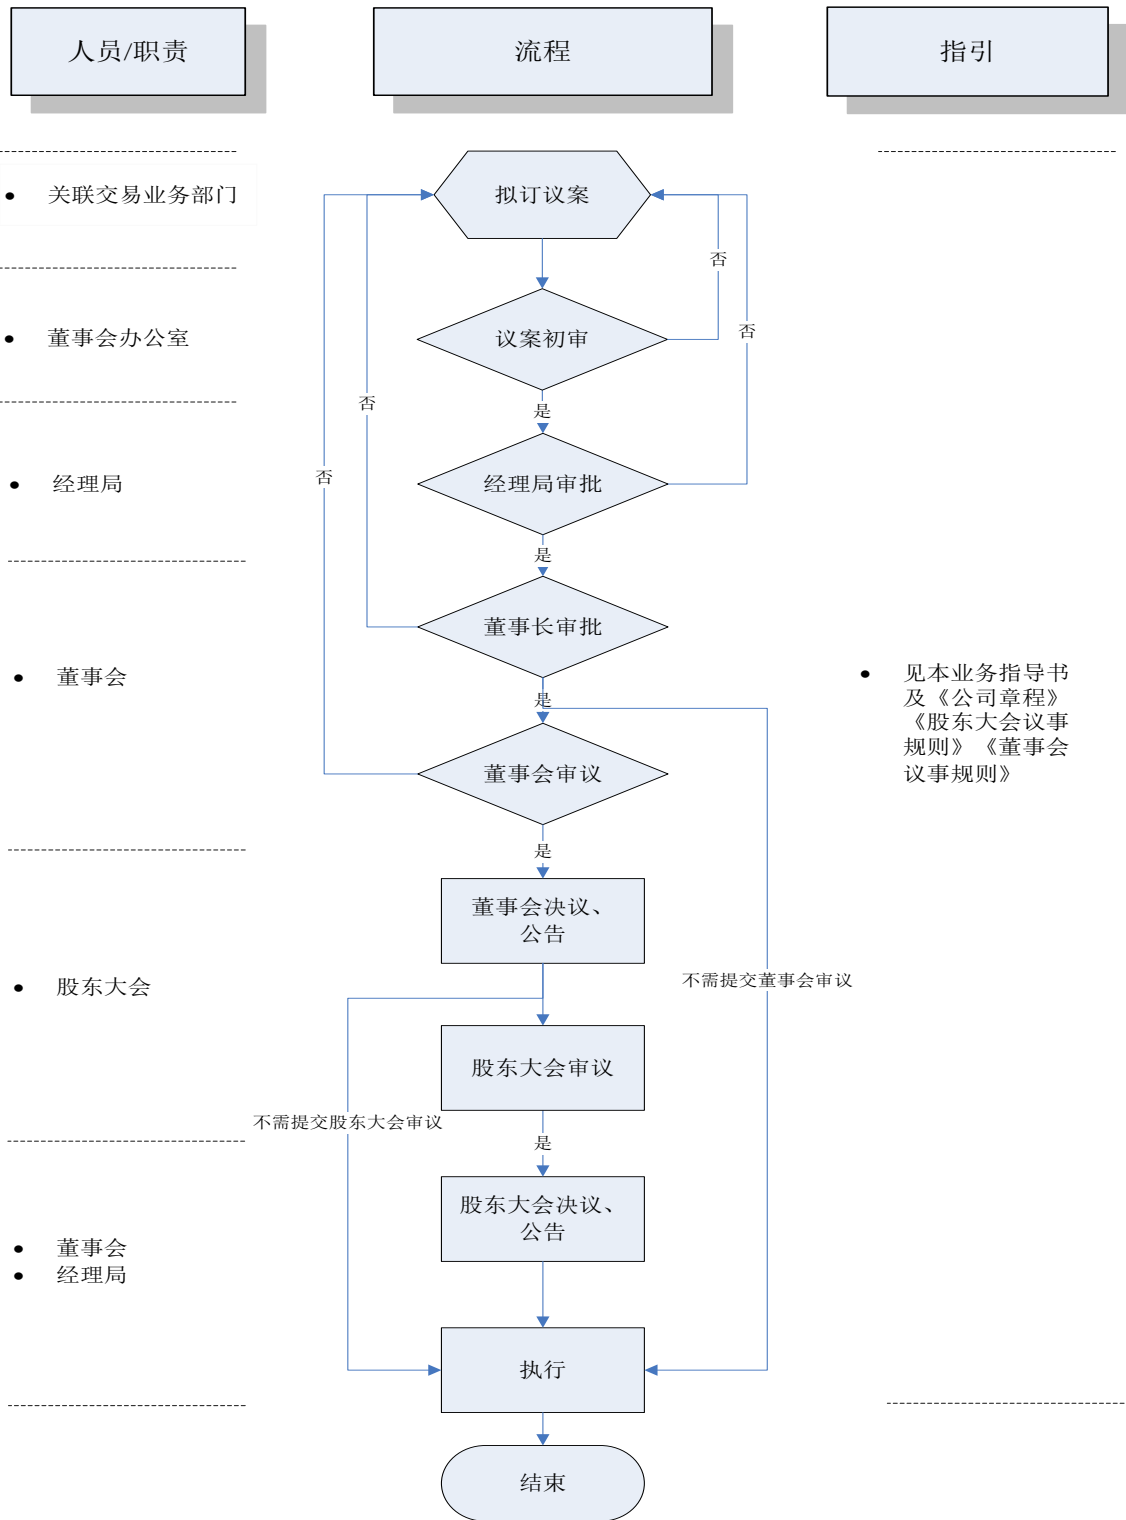 人员/职责
流程
指引
关联交易业务部门
拟订议案
否
董事会办公室
议案初审
否
否
是
经理局
否
经理局审批
是
董事长审批
董事会
是
见本业务指导书
及《公司章程》
《股东大会议事
规则》《董事会
议事规则》
董事会审议
是
董事会决议、
公告
股东大会
不需提交董事会审议
股东大会审议
不需提交股东大会审议
是
股东大会决议、
公告
董事会
经理局
执行
结束